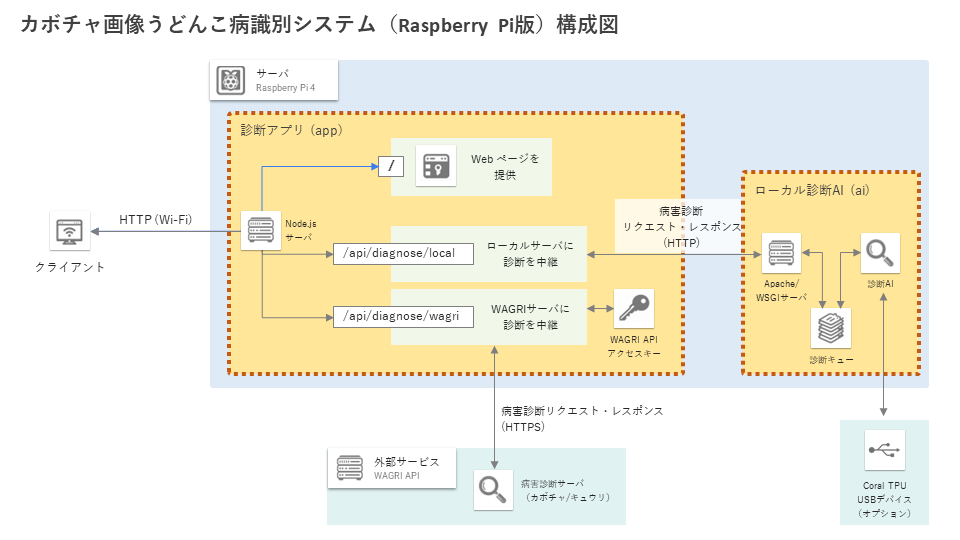 カボチャ画像うどんこ病識別システム（Raspberry Pi版）構成図
サーバ
Raspberry Pi 4
診断アプリ (app)
/
Web ページを
提供
ローカル診断AI (ai)
HTTP (Wi-Fi)
クライアント
Node.js
サーバ
病害診断
リクエスト・レスポンス
(HTTP)
/api/diagnose/local
ローカルサーバに
診断を中継
Apache/
WSGIサーバ
診断AI
/api/diagnose/wagri
WAGRIサーバに
診断を中継
WAGRI API
アクセスキー
診断キュー
病害診断リクエスト・レスポンス
(HTTPS)
外部サービス
WAGRI API
病害診断サーバ
（カボチャ/キュウリ）
Coral TPU
USBデバイス
（オプション）